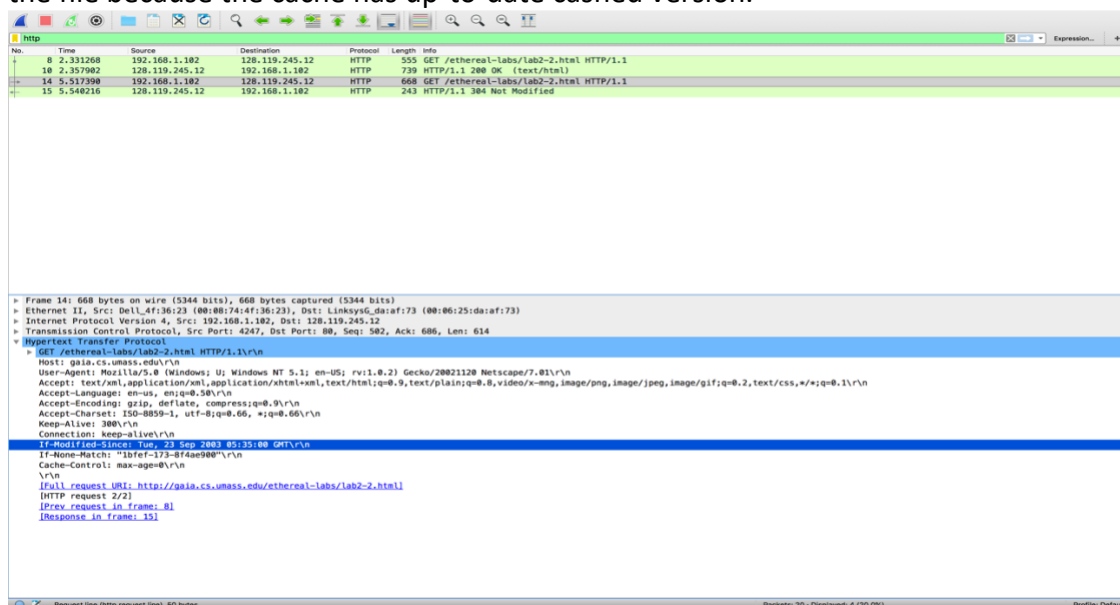 the file because the cache has up-to-date cashed version.
http
Expression... +
No. Time Source Destination Protocol Length Info
8 2.331268 192.168.1.102 128.119.245.12 HTTP 555 GET /ethereal-labs/lab2-2.html HTTP/1.1
10 2.357902 128.119.245.12 192.168.1.102 HTTP 739 HTTP/1.1 200 OK (text/html)
14 5.517390 192.168.1.102 128.119.245.12 HTTP 668 GET /ethereal-labs/lab2-2.html HTTP/1.1
15 5.540216 128.119.245.12 192.168.1.102 HTTP 243 HTTP/1.1 304 Not Modified
Frame 14: 668 bytes on wire (5344 bits), 668 bytes captured (5344 bits)
Ethernet II, Src: Dell_4f:36:23 (00:08:74:4f:36:23), Dst: LinksysG_da:af:73 (00:06:25:da:af:73)
Internet Protocol Version 4, Src: 192.168.1.102, Dst: 128.119.245.12
Transmission Control Protocol, Src Port: 4247, Dst Port: 80, Seq: 502, Ack: 686, Len: 614
Hypertext Transfer Protocol
GET /ethereal-labs/lab2-2.html HTTP/1.1\r\n
Host: gaia.cs.umass.edu\r\n
User-Agent: Mozilla/5.0 (Windows; U; Windows NT 5.1; en-US; rv:1.0.2) Gecko/20021120 Netscape/7.01\r\n
Accept: text/xml,application/xml,application/xhtml+xml,text/html;q=0.9,text/plain;q=0.8,video/x-mng,image/png,image/jpeg,image/gif;q=0.2,text/css,*/*;q=0.1\r\n
Accept-Language: en-us, en;q=0.50\r\n
Accept-Encoding: gzip, deflate, compress;q=0.9\r\n
Accept-Charset: ISO-8859-1, utf-8;q=0.66, *;q=0.66\r\n
Keep-Alive: 300\r\n
Connection: keep-alive\r\n
If-Modified-Since: Tue, 23 Sep 2003 05:35:00 GMT\r\n
If-None-Match: "1bfef-173-8f4ae900"\r\n
Cache-Control: max-age=0\r\n
\r\n
[Full request URI: http://gaia.cs.umass.edu/ethereal-labs/lab2-2.html]
[HTTP request 2/2]
[Prev request in frame: 8]
[Response in frame: 15]
Request line (http.request.line), 50 bytes Packets: 20 · Displayed: 4 (20.0%) Profile: